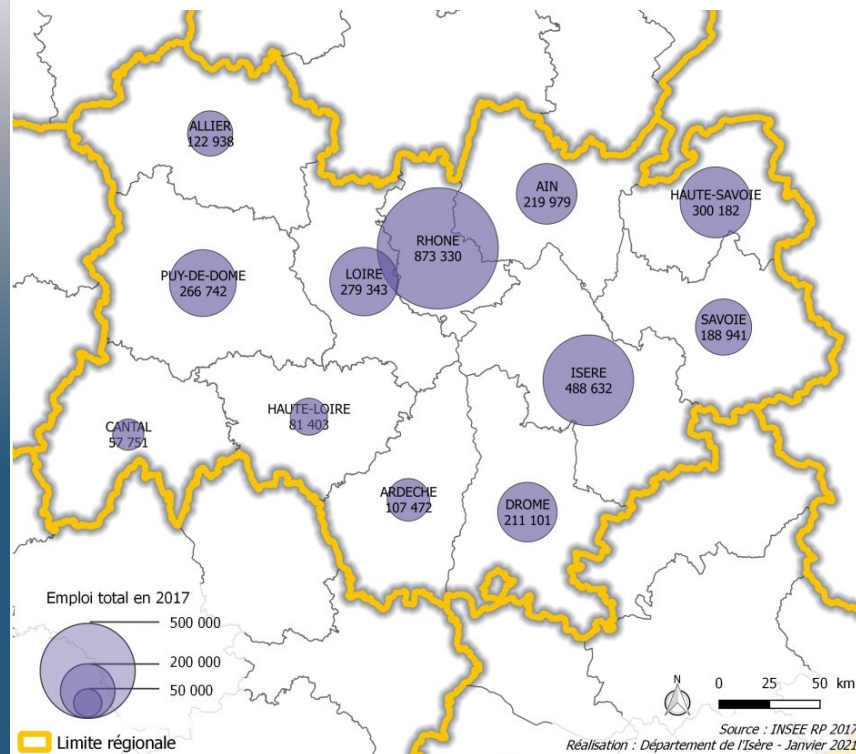 ALLIER
122 938
AIN
219 979
HAUTE-SAVOIE
300 182
RHONE
873 330
PUY-DE-DOME
266 742
LOIRE
279 343
SAVOIE
188 941
ISERE
488 632
HAUTE-LOIRE
81 403
CANTAL
57 751
ARDECHE
107 472
DROME
211 101
Emploi total en 2017
500 000
200 000
50 000
Limite régionale
N
0 25 50 km
Source : INSEE RP 2017
Réalisation : Département de l'Isère - Janvier 2021